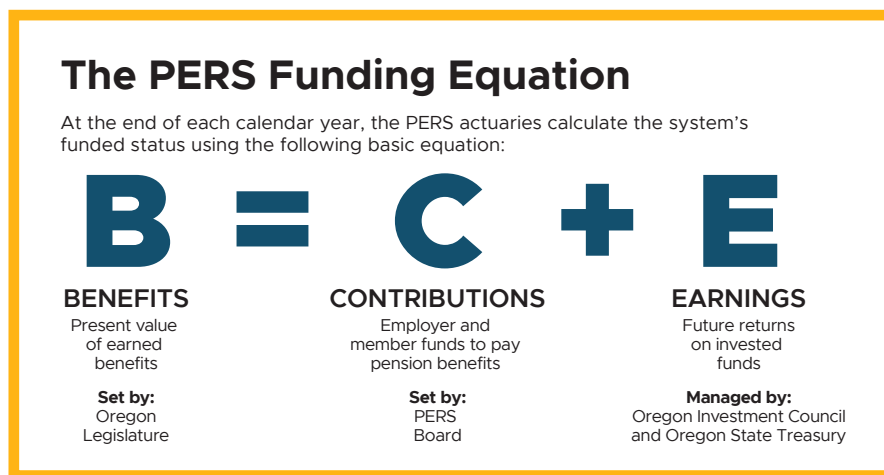 The PERS Funding Equation
At the end of each calendar year, the PERS actuaries calculate the system’s
funded status using the following basic equation:
B = C + E
BENEFITS
Present value
of earned
benefits
Set by:
Oregon
Legislature
CONTRIBUTIONS
Employer and
member funds to pay
pension benefits
Set by:
PERS
Board
EARNINGS
Future returns
on invested
funds
Managed by:
Oregon Investment Council
and Oregon State Treasury